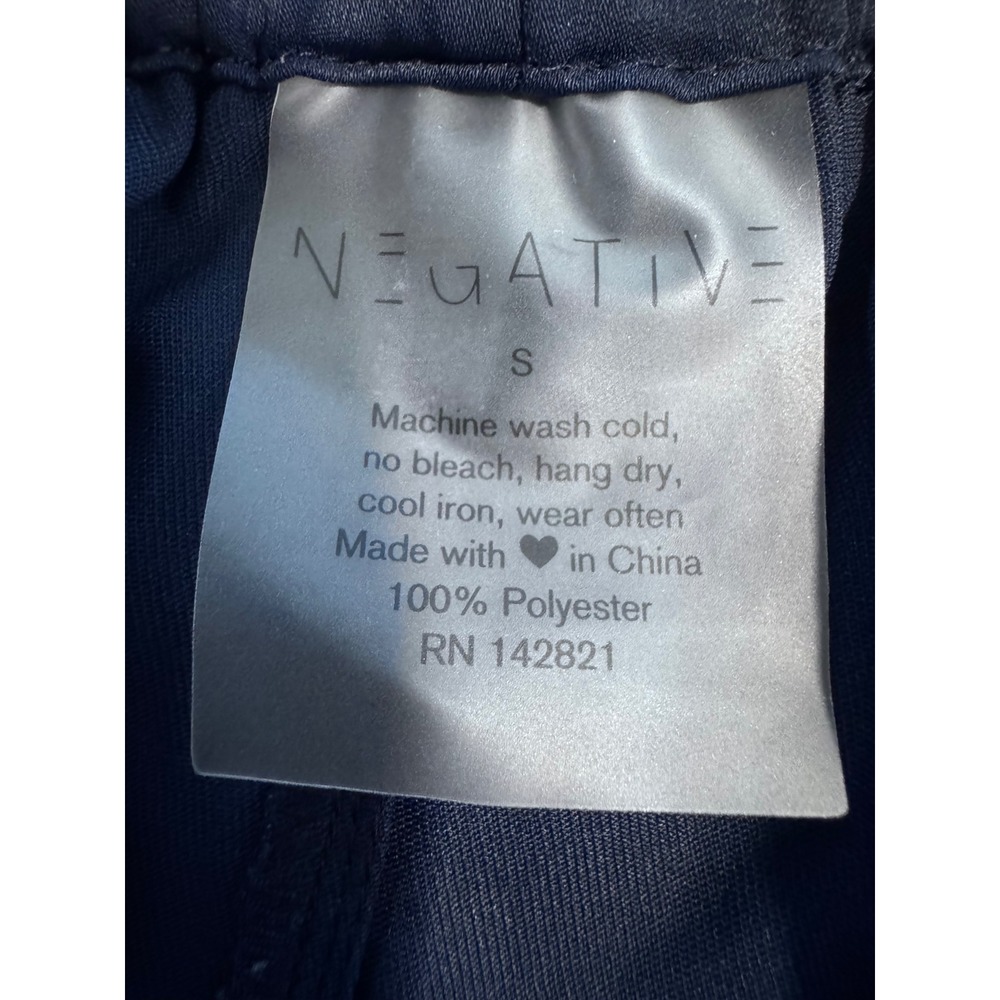 NEGATIVE
S
Machine wash cold,
no bleach, hang dry,
cool iron, wear often
Made with ♥ in China
100% Polyester
RN 142821